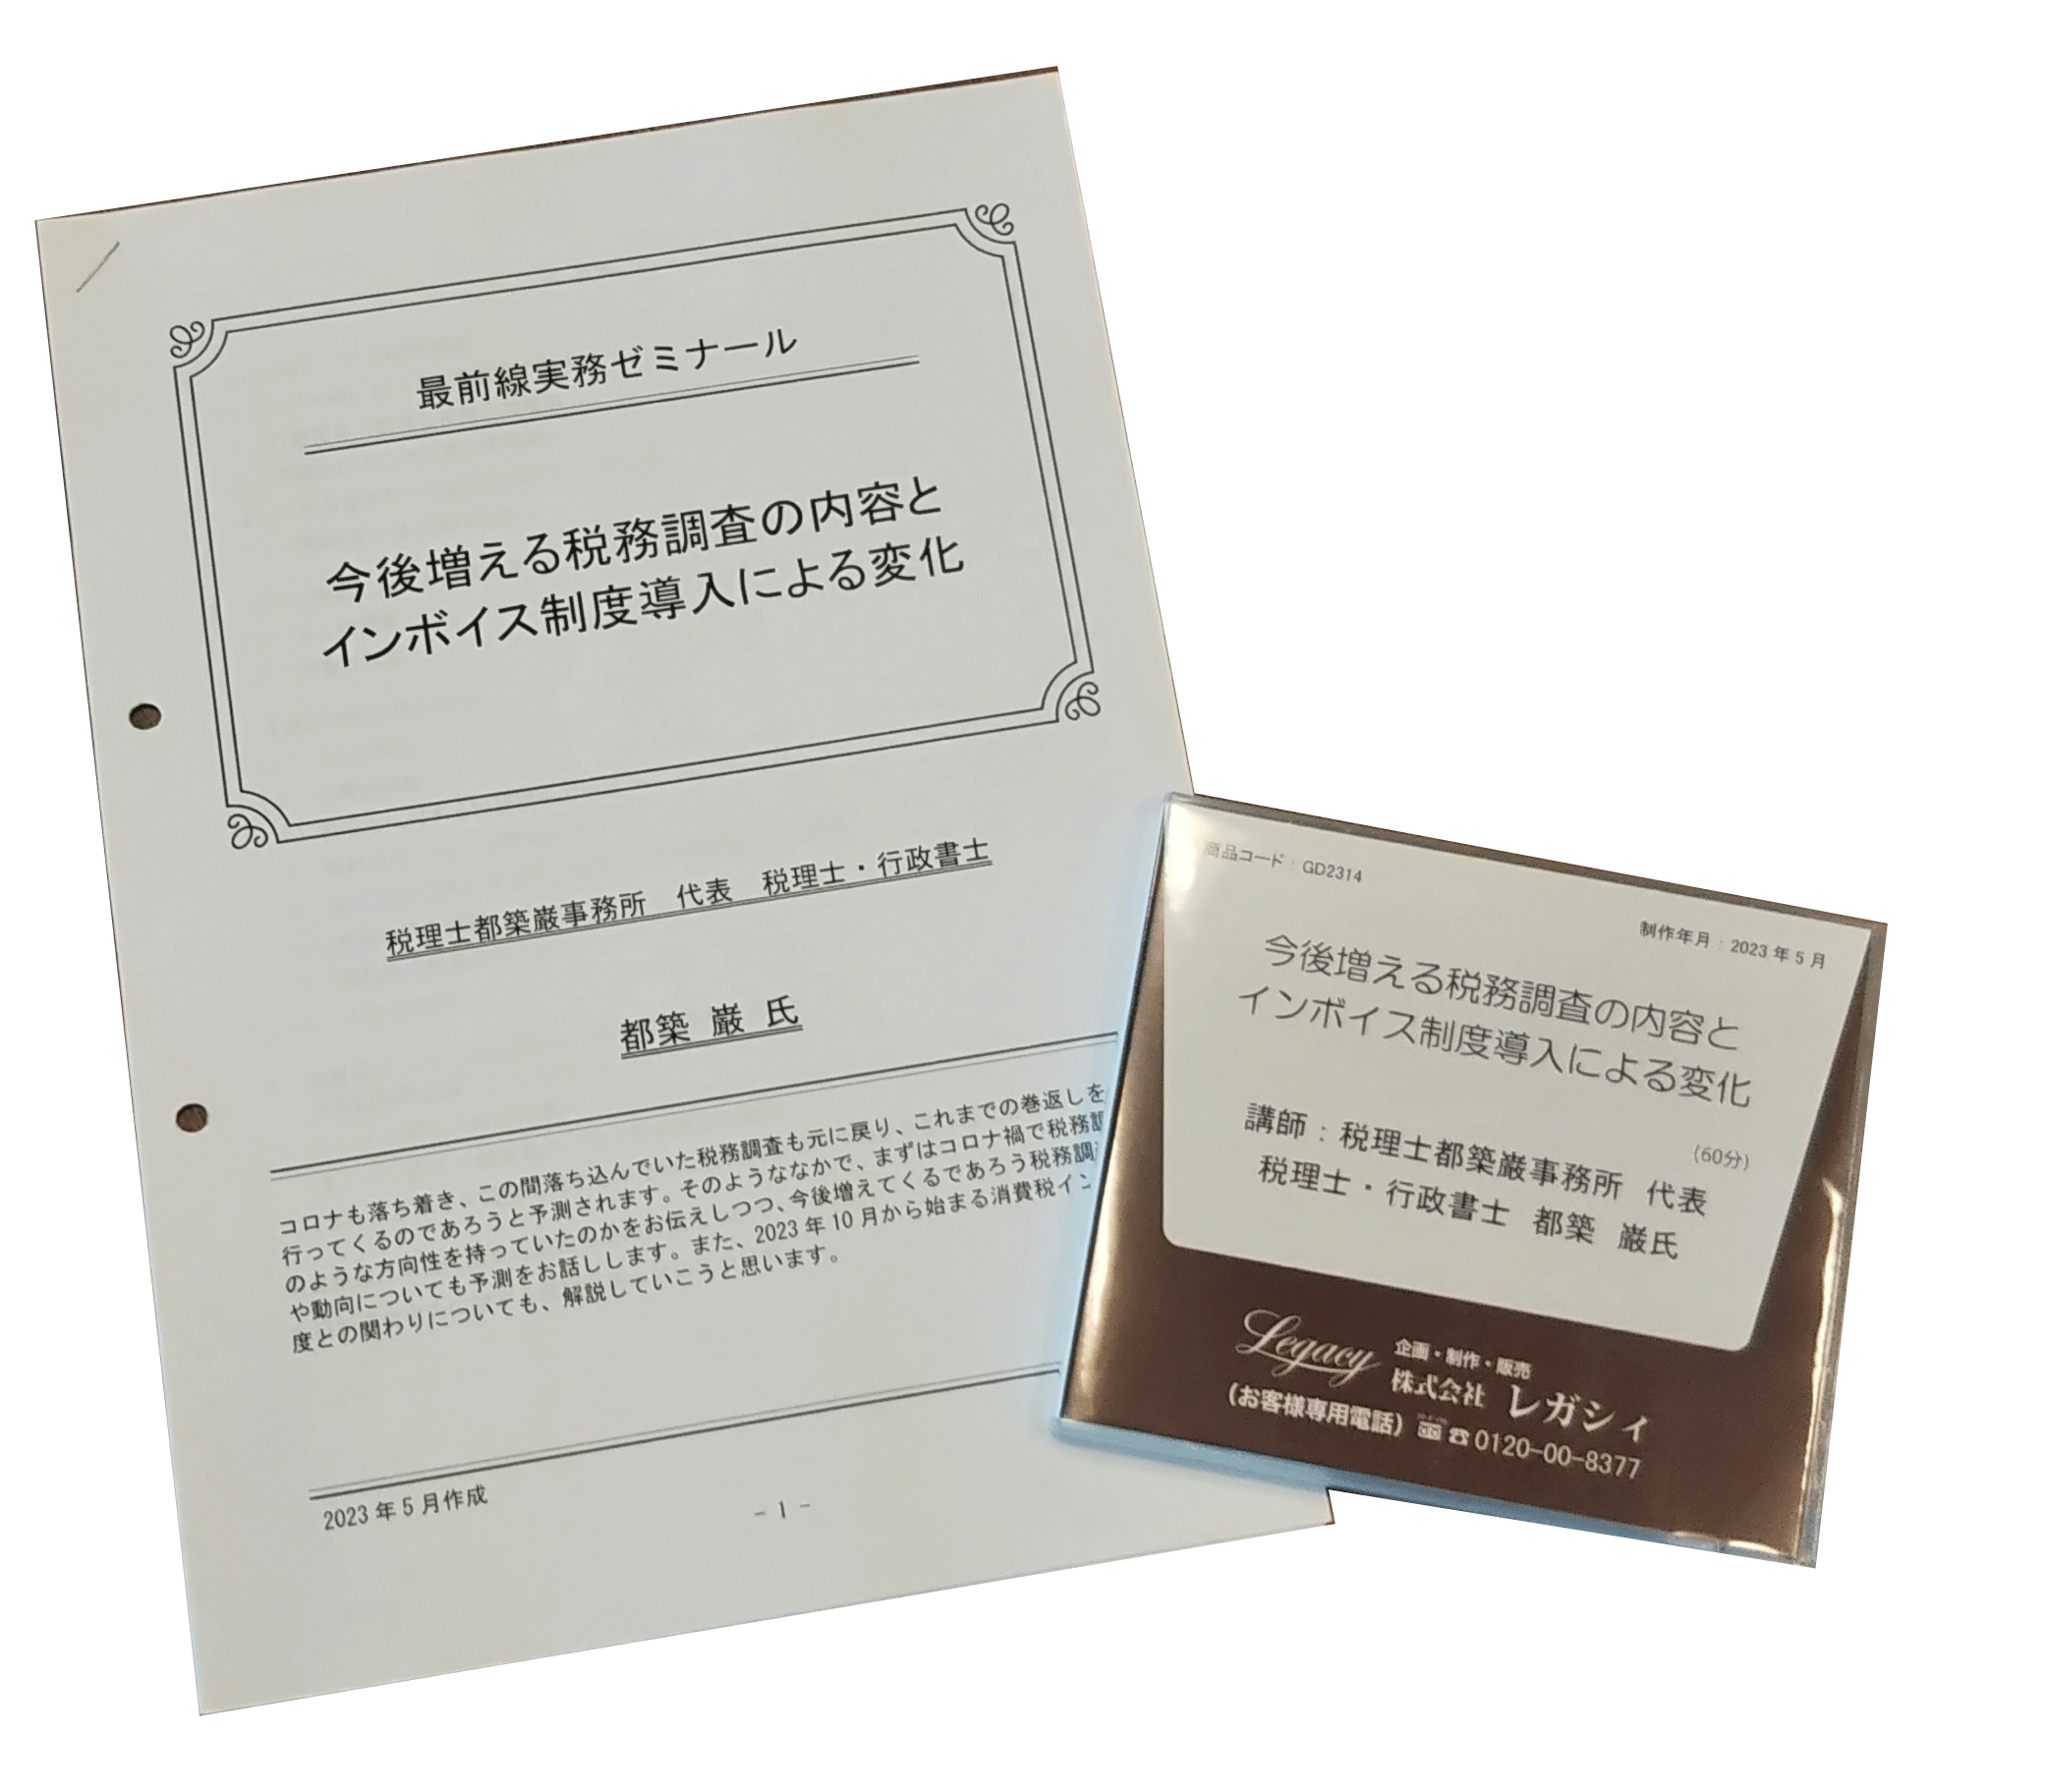 最前線実務ゼミナール
今後増える税務調査の内容と
インボイス制度導入による変化
税理士都築巌事務所 代表 税理士・行政書士
都築 巌 氏
コロナも落ち着き、この間落ち込んでいた税務調査も元に戻り、これまでの巻返しを
行ってくるのであろうと予測されます。そのようななかで、まずはコロナ禍で税務調
のような方向性を持っていたのかをお伝えしつつ、今後増えてくるであろう税務調
や動向についても予測をお話しします。また、2023年10月から始まる消費税イン
度との関わりについても、解説していこうと思います。
2023年5月作成
- 1 -
商品コード：GD2314
制作年月：2023年5月
今後増える税務調査の内容と
インボイス制度導入による変化
(60分)
講師：税理士都築巌事務所 代表
税理士・行政書士 都築 巌氏
Legacy
企画・制作・販売
株式会社 レガシィ
(お客様専用電話) ☎0120-00-8377